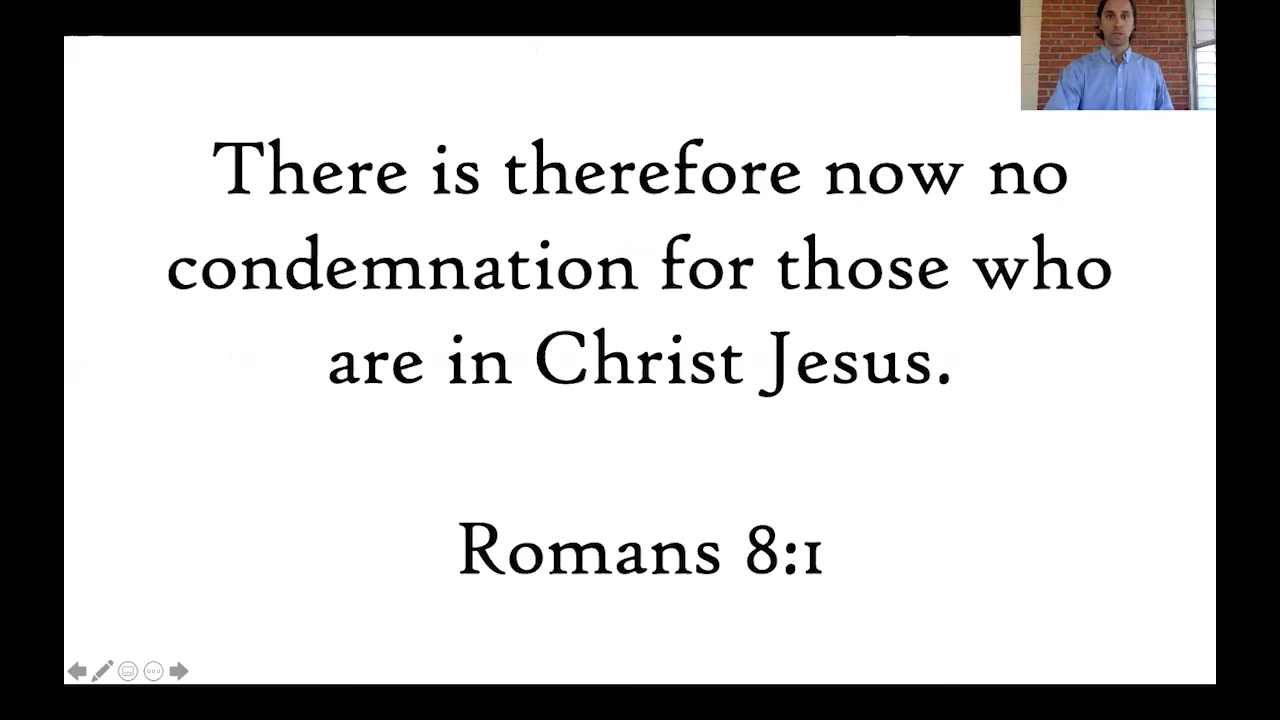 There is therefore now no
condemnation for those who
are in Christ Jesus.
Romans 8:1